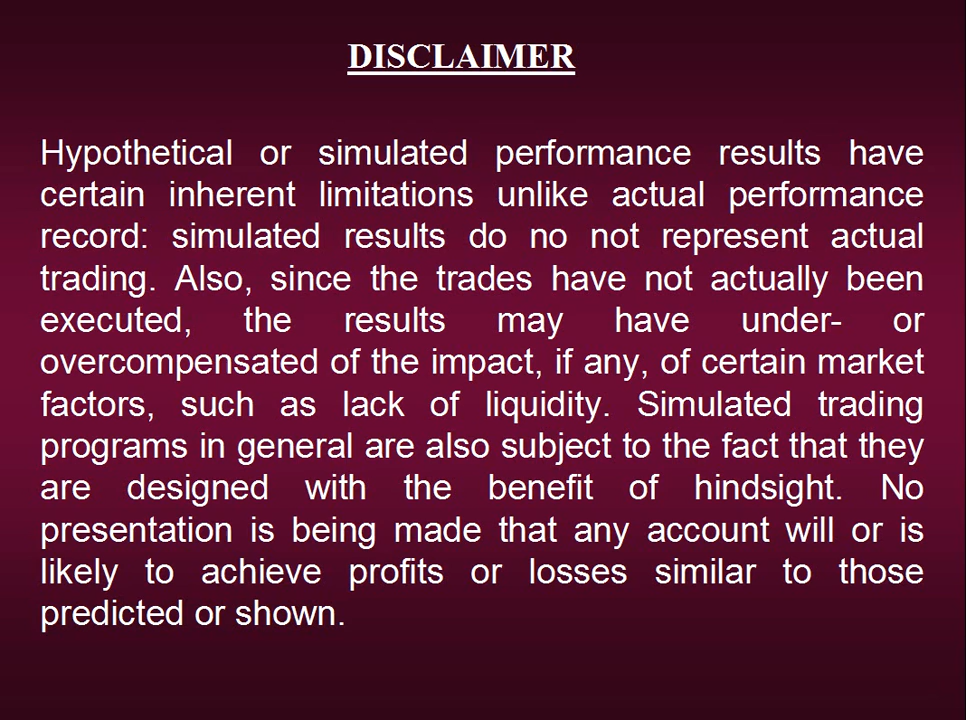 DISCLAIMER
Hypothetical or simulated performance results have
certain inherent limitations unlike actual performance
record: simulated results do no not represent actual
trading. Also, since the trades have not actually been
executed, the results may have under- or
overcompensated of the impact, if any, of certain market
factors, such as lack of liquidity. Simulated trading
programs in general are also subject to the fact that they
are designed with the benefit of hindsight. No
presentation is being made that any account will or is
likely to achieve profits or losses similar to those
predicted or shown.